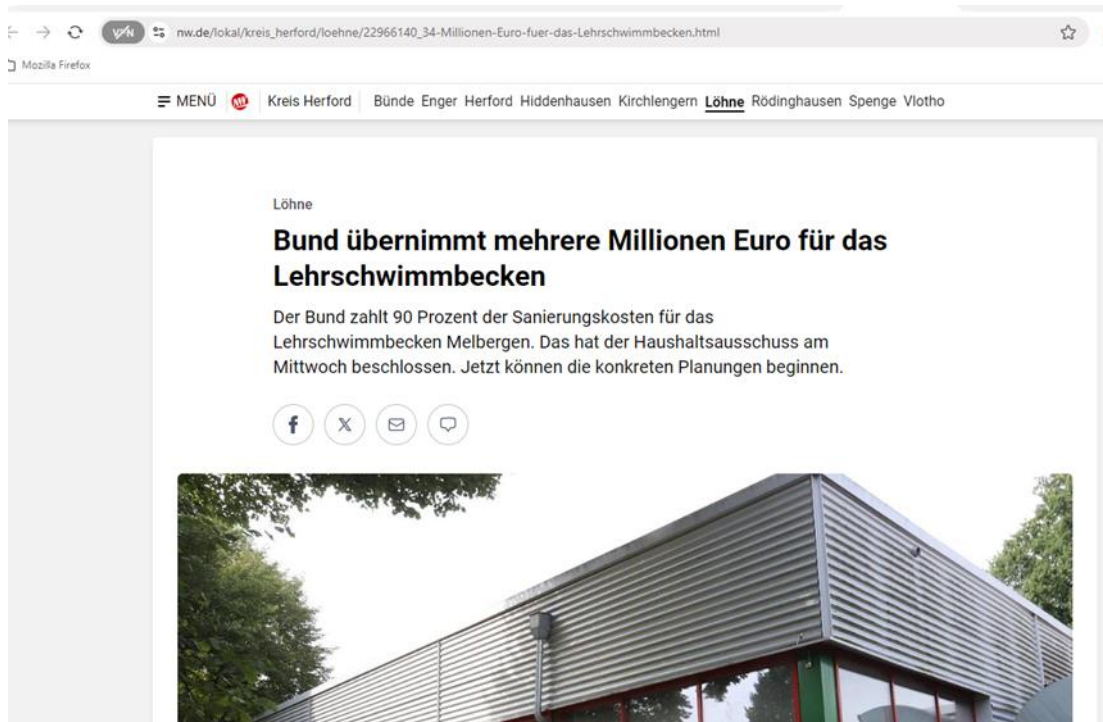 VPN nw.de/lokal/kreis_herford/loehne/22966140_34-Millionen-Euro-fuer-das-Lehrschwimmbecken.html
Mozilla Firefox
MENÜ Kreis Herford Bünde Enger Herford Hiddenhausen Kirchlengern Löhne Rödinghausen Spenge Vlotho
Löhne
Bund übernimmt mehrere Millionen Euro für das
Lehrschwimmbecken
Der Bund zahlt 90 Prozent der Sanierungskosten für das
Lehrschwimmbecken Melbergen. Das hat der Haushaltsausschuss am
Mittwoch beschlossen. Jetzt können die konkreten Planungen beginnen.